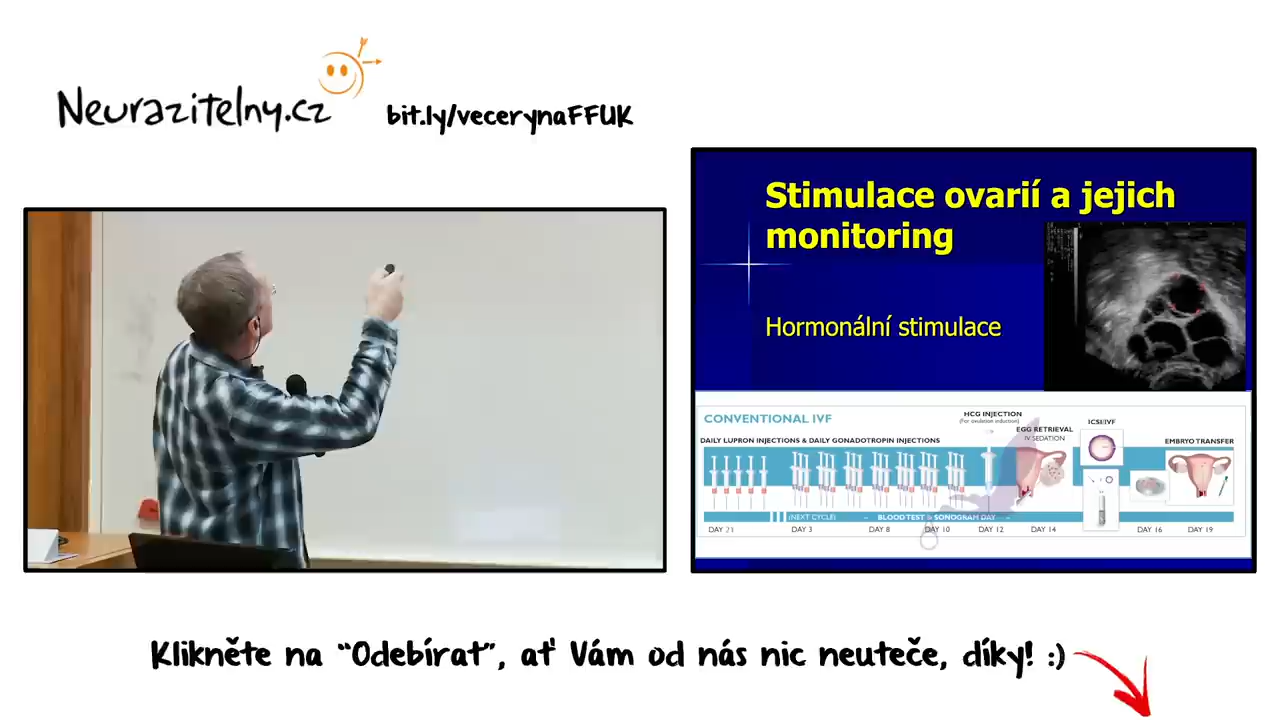 Neurazitelny.cz
bit.ly/vecerynaFFUK
Stimulace ovarií a jejich
monitoring
Hormonální stimulace
CONVENTIONAL IVF
DAILY LUPRON INJECTIONS & DAILY GONADOTROPIN INJECTIONS
HCG INJECTION
(For ovulation induction)
EGG RETRIEVAL
IV SEDATION
ICSI/IVF
EMBRYO TRANSFER
(NEXT CYCLE)
BLOODTEST & SONOGRAM DAY
DAY 21
DAY 3
DAY 8
DAY 10
DAY 12
DAY 14
DAY 16
DAY 19
Klikněte na “Odebírat”, ať Vám od nás nic neuteče, díky! :)